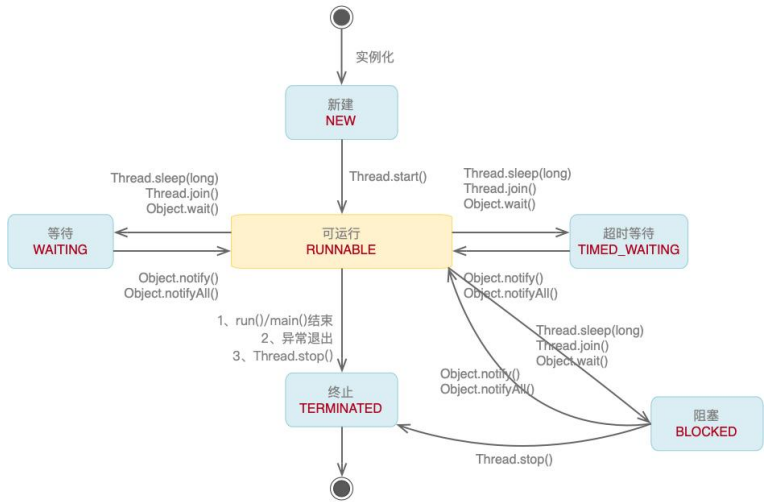 实例化
新建
NEW
Thread.start()
Thread.sleep(long)
Thread.join()
Object.wait()
Thread.sleep(long)
Thread.join()
Object.wait()
等待
WAITING
可运行
RUNNABLE
超时等待
TIMED_WAITING
Object.notify()
Object.notifyAll()
Object.notify()
Object.notifyAll()
1、run()/main()结束
2、异常退出
3、Thread.stop()
Thread.sleep(long)
Thread.join()
Object.wait()
Object.notify()
Object.notifyAll()
终止
TERMINATED
阻塞
BLOCKED
Thread.stop()